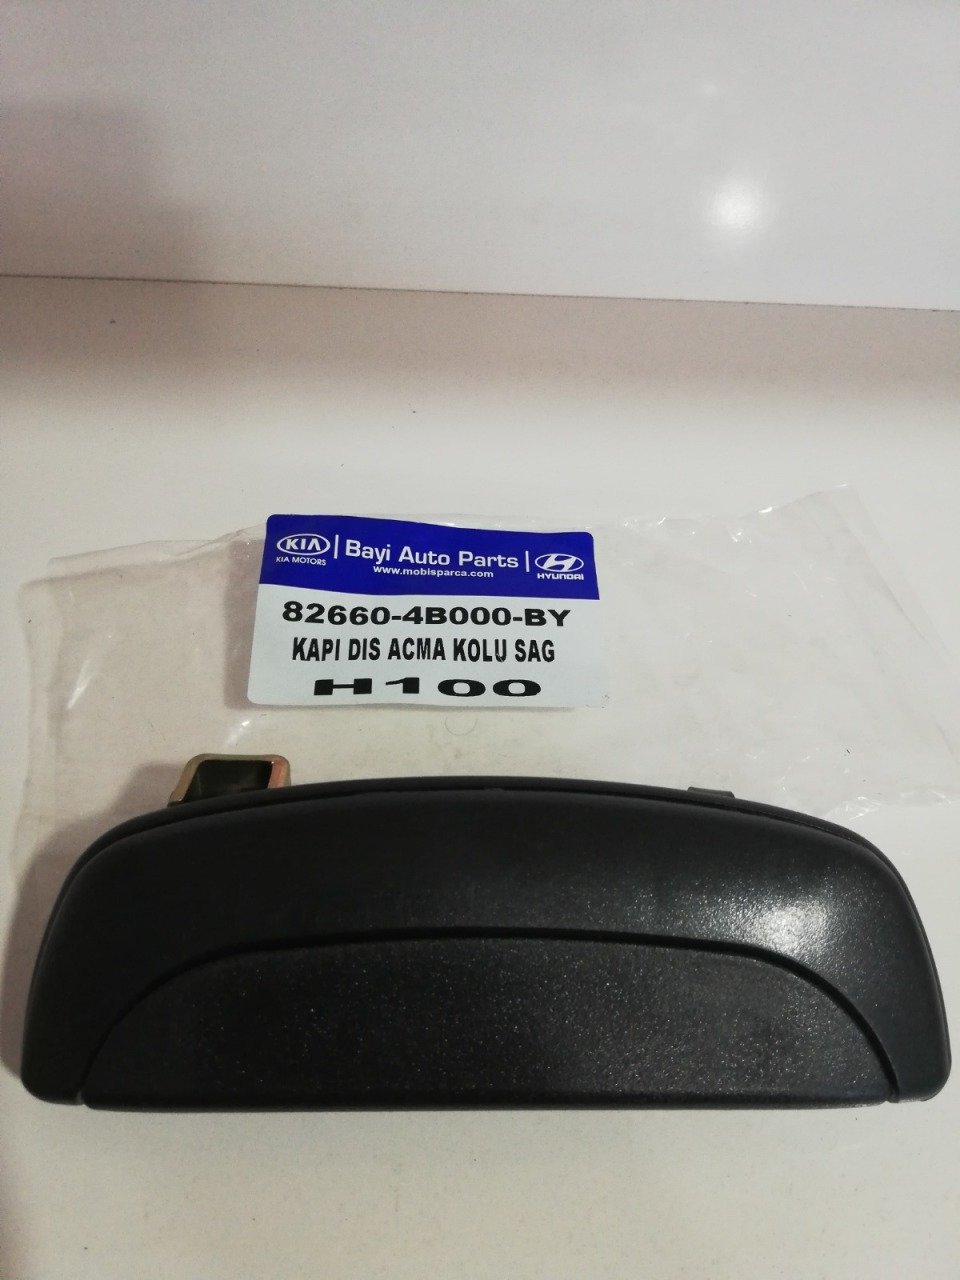 KIA | Bayi Auto Parts |
KIA MOTORS
www.mobisparca.com
HYUNDAI
82660-4B000-BY
KAPI DIS ACMA KOLU SAG
H100